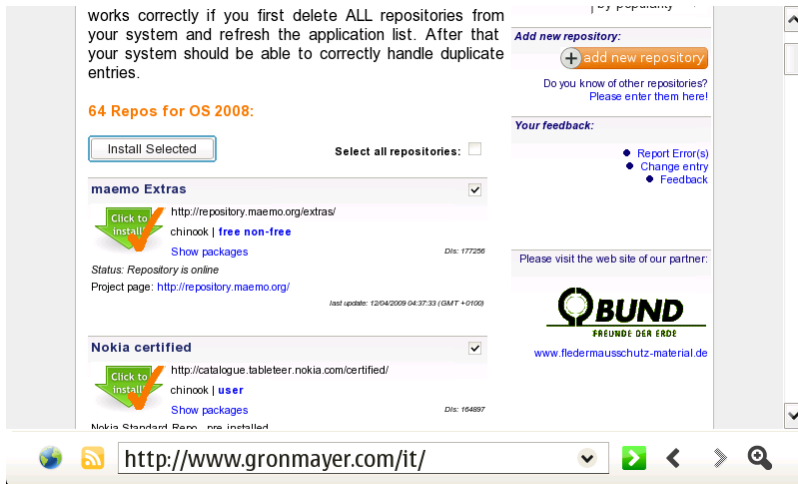 works correctly if you first delete ALL repositories from
your system and refresh the application list. After that
your system should be able to correctly handle duplicate
entries.
64 Repos for OS 2008:
Install Selected
Select all repositories:
maemo Extras
Click to
install
http://repository.maemo.org/extras/
chinook | free non-free
Show packages
Dls: 177256
Status: Repository is online
Project page: http://repository.maemo.org/
last update: 12/04/2009 04:37:33 (GMT +0100)
Nokia certified
Click to
install
http://catalogue.tableteer.nokia.com/certified/
chinook | user
Show packages
Dls: 164897
Nokia Standard Repo, pre installed
by popularity
Add new repository:
add new repository
Do you know of other repositories?
Please enter them here!
Your feedback:
Report Error(s)
Change entry
Feedback
Please visit the web site of our partner:
BUND
FREUNDE DER ERDE
www.fledermausschutz-material.de
http://www.gronmayer.com/it/